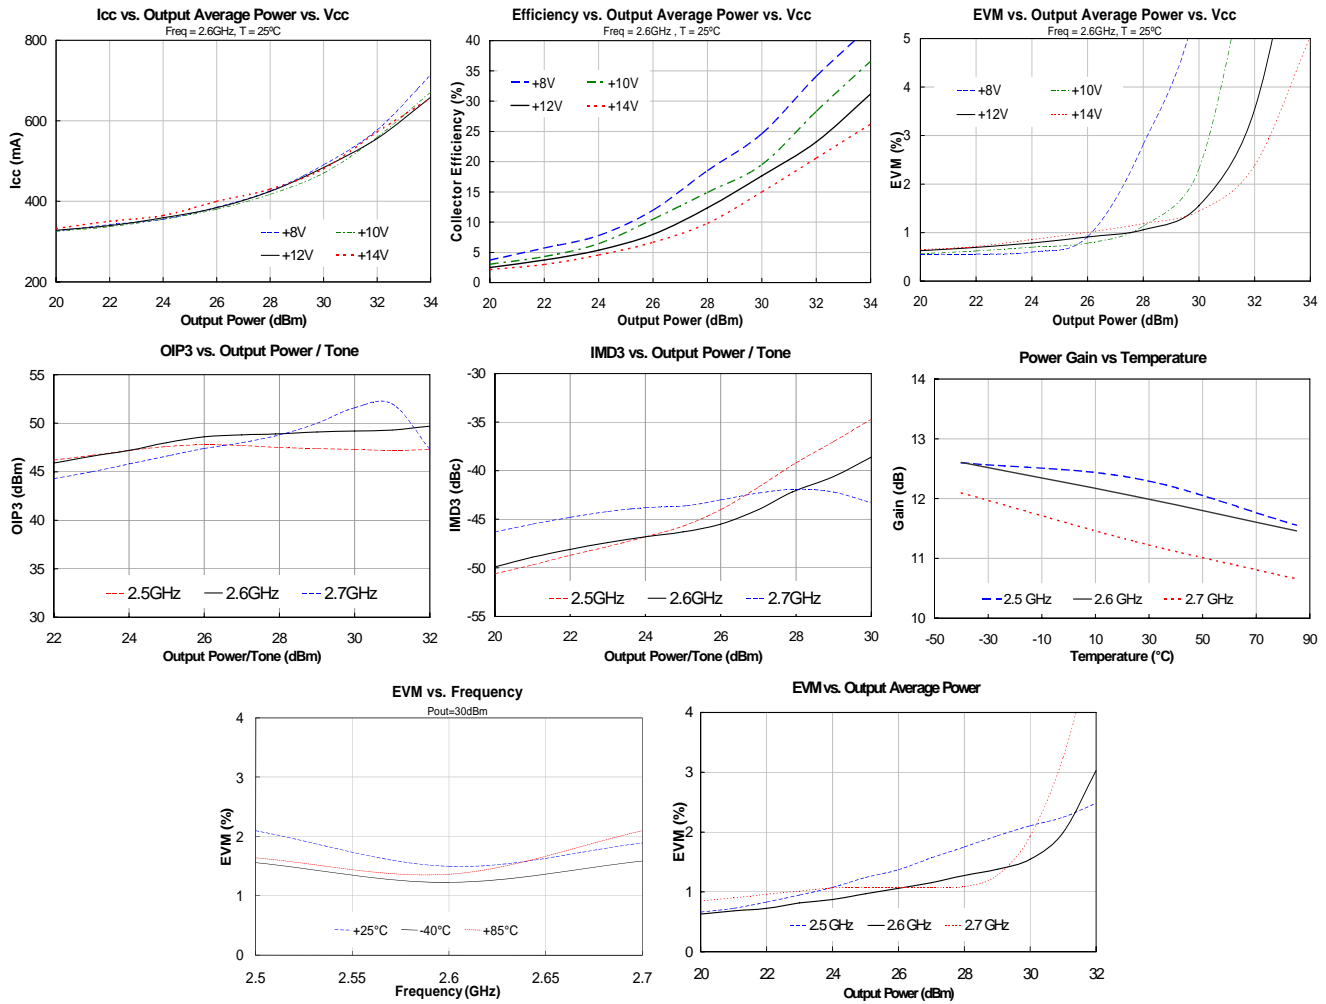 Icc vs. Output Average Power vs. Vcc
Freq = 2.6GHz, T = 25ºC
800
600
400
200
Icc (mA)
+8V
+10V
+12V
+14V
20 22 24 26 28 30 32 34
Output Power (dBm)
Efficiency vs. Output Average Power vs. Vcc
Freq = 2.6GHz , T = 25ºC
40
35
30
25
20
15
10
5
0
Collector Efficiency (%)
+8V
+10V
+12V
+14V
20 22 24 26 28 30 32 34
Output Power (dBm)
EVM vs. Output Average Power vs. Vcc
Freq = 2.6GHz, T = 25ºC
5
4
3
2
1
0
EVM (%)
+8V
+10V
+12V
+14V
20 22 24 26 28 30 32 34
Output Power (dBm)
OIP3 vs. Output Power / Tone
55
50
45
40
35
30
OIP3 (dBm)
2.5GHz 2.6GHz 2.7GHz
22 24 26 28 30 32
Output Power/Tone (dBm)
IMD3 vs. Output Power / Tone
-30
-35
-40
-45
-50
-55
IMD3 (dBc)
2.5GHz 2.6GHz 2.7GHz
20 22 24 26 28 30
Output Power/Tone (dBm)
Power Gain vs Temperature
14
13
12
11
10
Gain (dB)
2.5 GHz 2.6 GHz 2.7 GHz
-50 -30 -10 10 30 50 70 90
Temperature (°C)
EVM vs. Frequency
Pout=30dBm
4
3
2
1
0
EVM (%)
+25°C -40°C +85°C
2.5 2.55 2.6 2.65 2.7
Frequency (GHz)
EVM vs. Output Average Power
4
3
2
1
0
EVM (%)
2.5 GHz 2.6 GHz 2.7 GHz
20 22 24 26 28 30 32
Output Power (dBm)